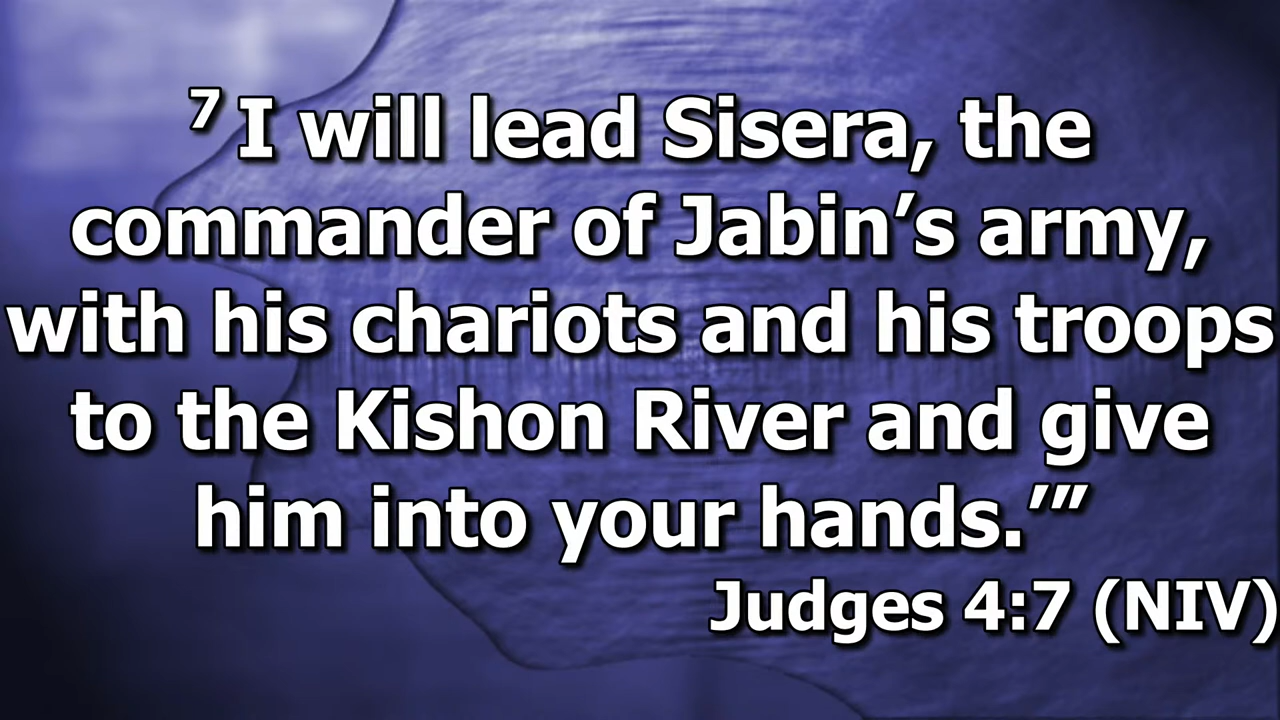 7 I will lead Sisera, the
commander of Jabin’s army,
with his chariots and his troops
to the Kishon River and give
him into your hands.’”
Judges 4:7 (NIV)